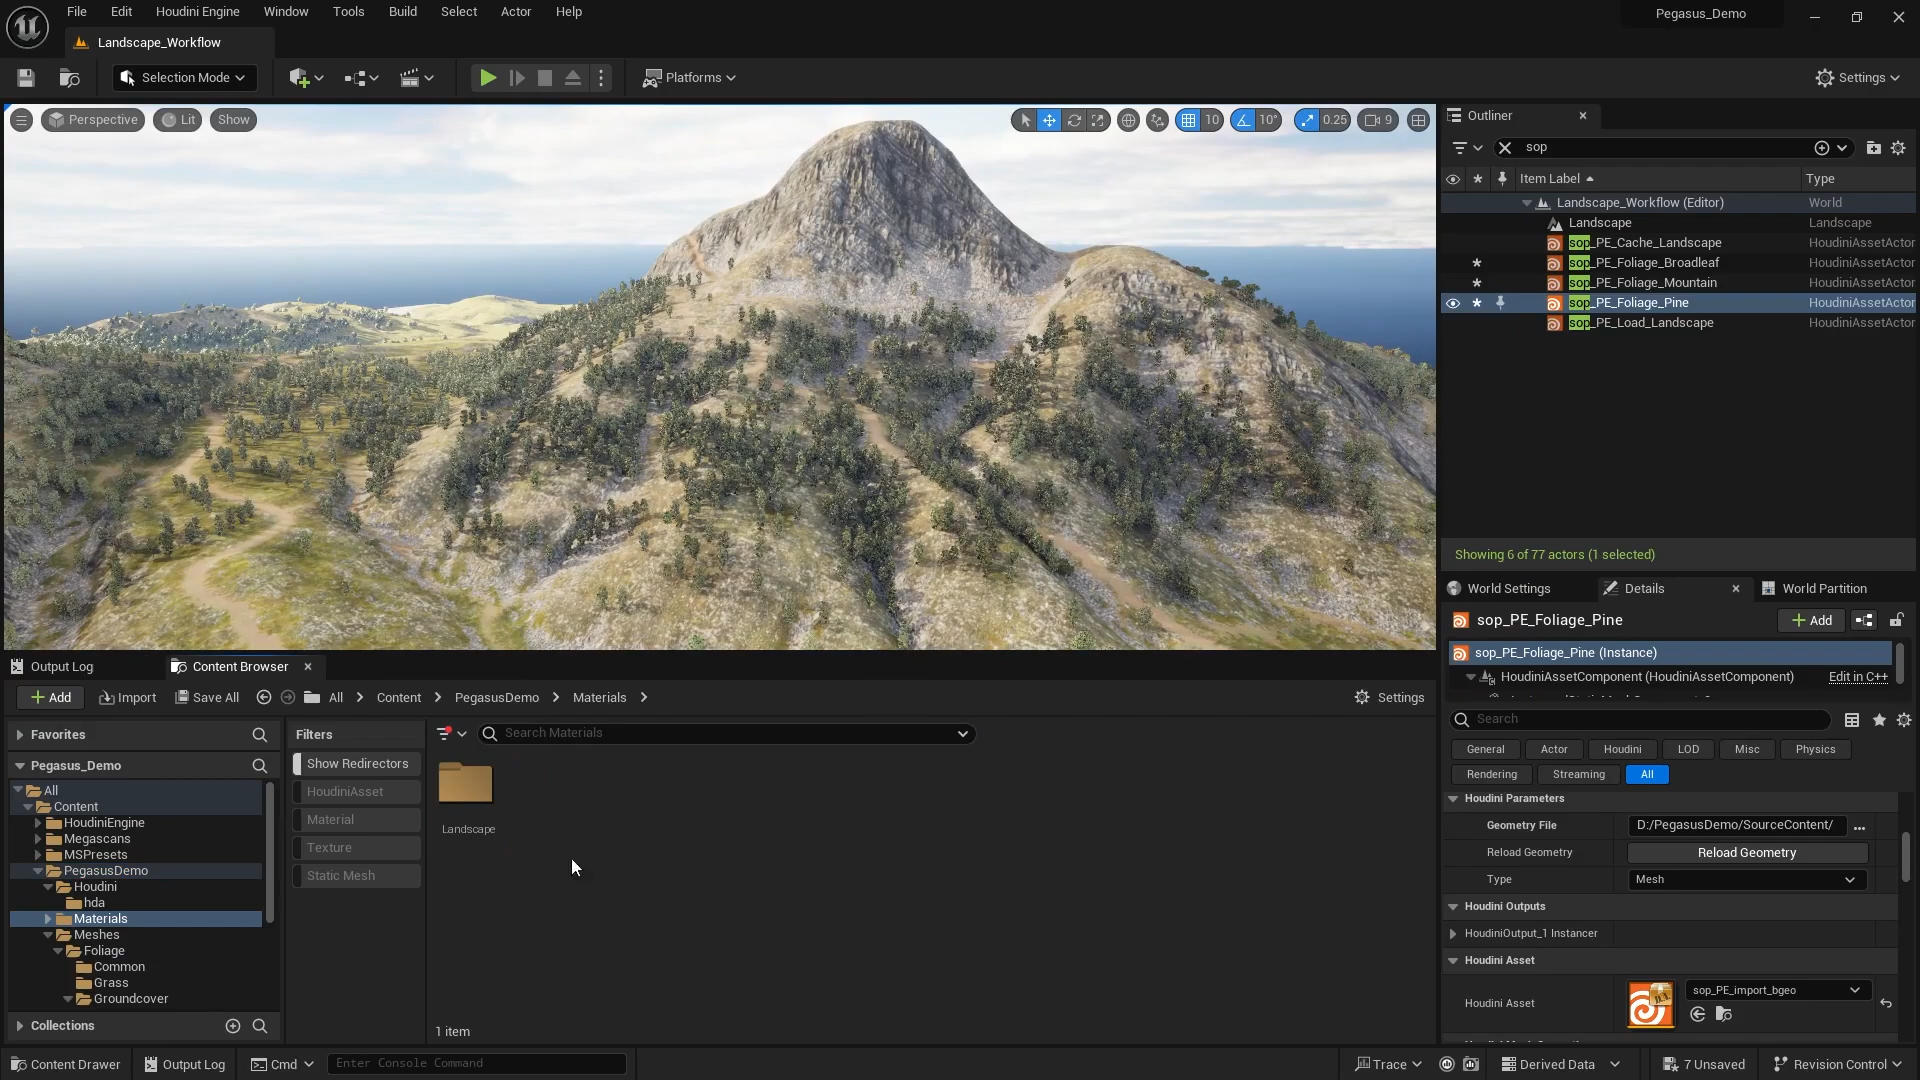 File Edit Houdini Engine Window Tools Build Select Actor Help
Pegasus_Demo
Landscape_Workflow
Selection Mode
Platforms
Settings
Perspective Lit Show
10 10° 0.25 9
Outliner
sop
Item Label Type
Landscape_Workflow (Editor) World
Landscape Landscape
sop_PE_Cache_Landscape HoudiniAssetActor
sop_PE_Foliage_Broadleaf HoudiniAssetActor
sop_PE_Foliage_Mountain HoudiniAssetActor
sop_PE_Foliage_Pine HoudiniAssetActor
sop_PE_Load_Landscape HoudiniAssetActor
Showing 6 of 77 actors (1 selected)
World Settings Details World Partition
sop_PE_Foliage_Pine
Add
sop_PE_Foliage_Pine (Instance)
HoudiniAssetComponent (HoudiniAssetComponent) Edit in C++
Search
General Actor Houdini LOD Misc Physics
Rendering Streaming All
Houdini Parameters
Geometry File D:/PegasusDemo/SourceContent/
Reload Geometry Reload Geometry
Type Mesh
Houdini Outputs
HoudiniOutput_1 Instancer
Houdini Asset
Houdini Asset sop_PE_import_bgeo
Output Log Content Browser
Add Import Save All All Content PegasusDemo Materials Settings
Favorites
Pegasus_Demo
All
Content
HoudiniEngine
Megascans
MSPresets
PegasusDemo
Houdini
hda
Materials
Meshes
Foliage
Common
Grass
Groundcover
Collections
Filters
Show Redirectors
HoudiniAsset
Material
Texture
Static Mesh
Search Materials
Landscape
1 item
Content Drawer Output Log Cmd Enter Console Command
Trace Derived Data 7 Unsaved Revision Control